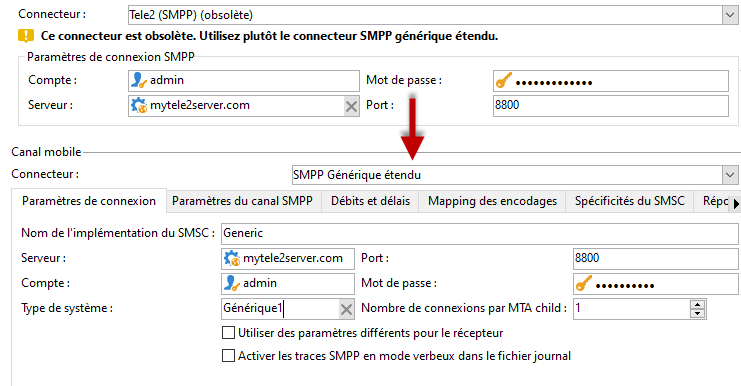 Connecteur : Tele2 (SMPP) (obsolète)
Ce connecteur est obsolète. Utilisez plutôt le connecteur SMPP générique étendu.
Paramètres de connexion SMPP
Compte : admin Mot de passe : •••••••••••••
Serveur : mytele2server.com Port : 8800
Canal mobile
Connecteur : SMPP Générique étendu
Paramètres de connexion Paramètres du canal SMPP Débits et délais Mapping des encodages Spécificités du SMSC Répo
Nom de l'implémentation du SMSC : Generic
Serveur : mytele2server.com Port : 8800
Compte : admin Mot de passe : ••••••••••
Type de système : Générique1 Nombre de connexions par MTA child : 1
Utiliser des paramètres différents pour le récepteur
Activer les traces SMPP en mode verbeux dans le fichier journal